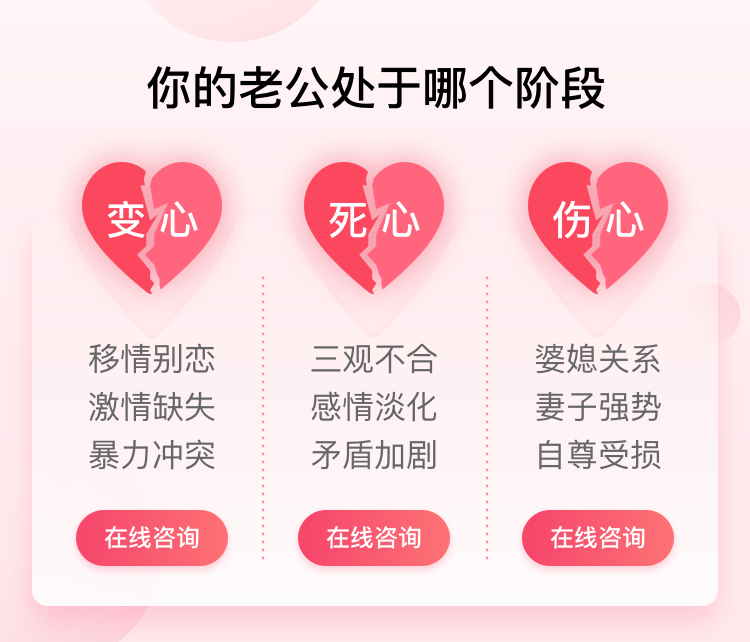 你的老公处于哪个阶段
变心
移情别恋
激情缺失
暴力冲突
在线咨询
死心
三观不合
感情淡化
矛盾加剧
在线咨询
伤心
婆媳关系
妻子强势
自尊受损
在线咨询